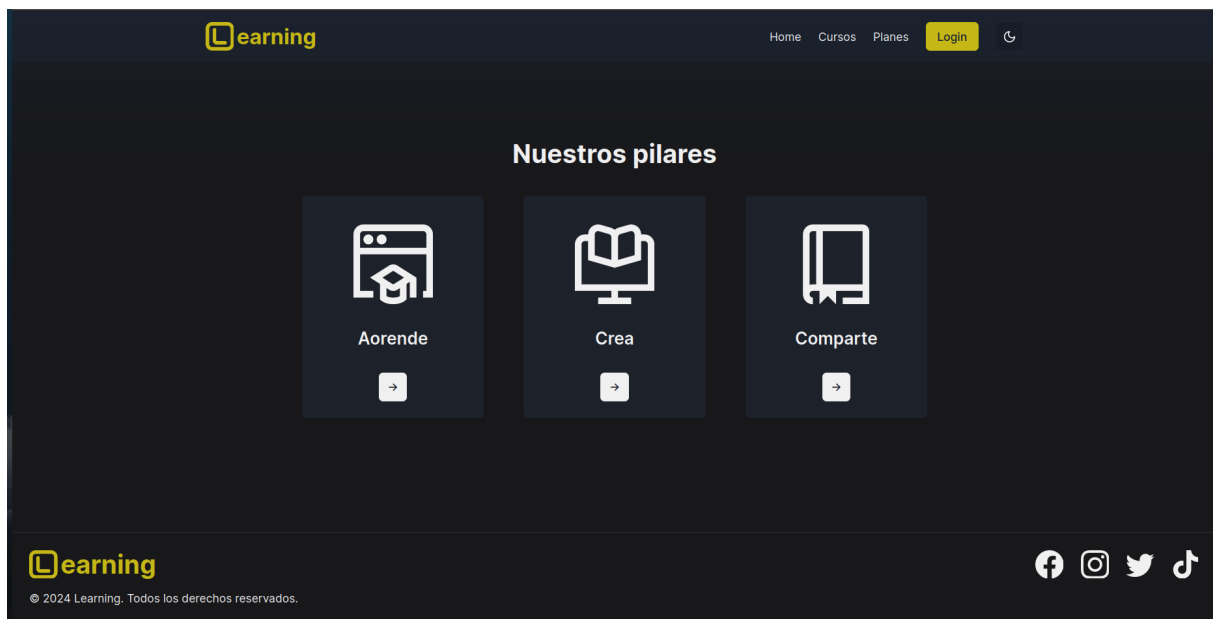 Learning
Home Cursos Planes Login
Nuestros pilares
Aorende Crea Comparte
Learning
© 2024 Learning. Todos los derechos reservados.